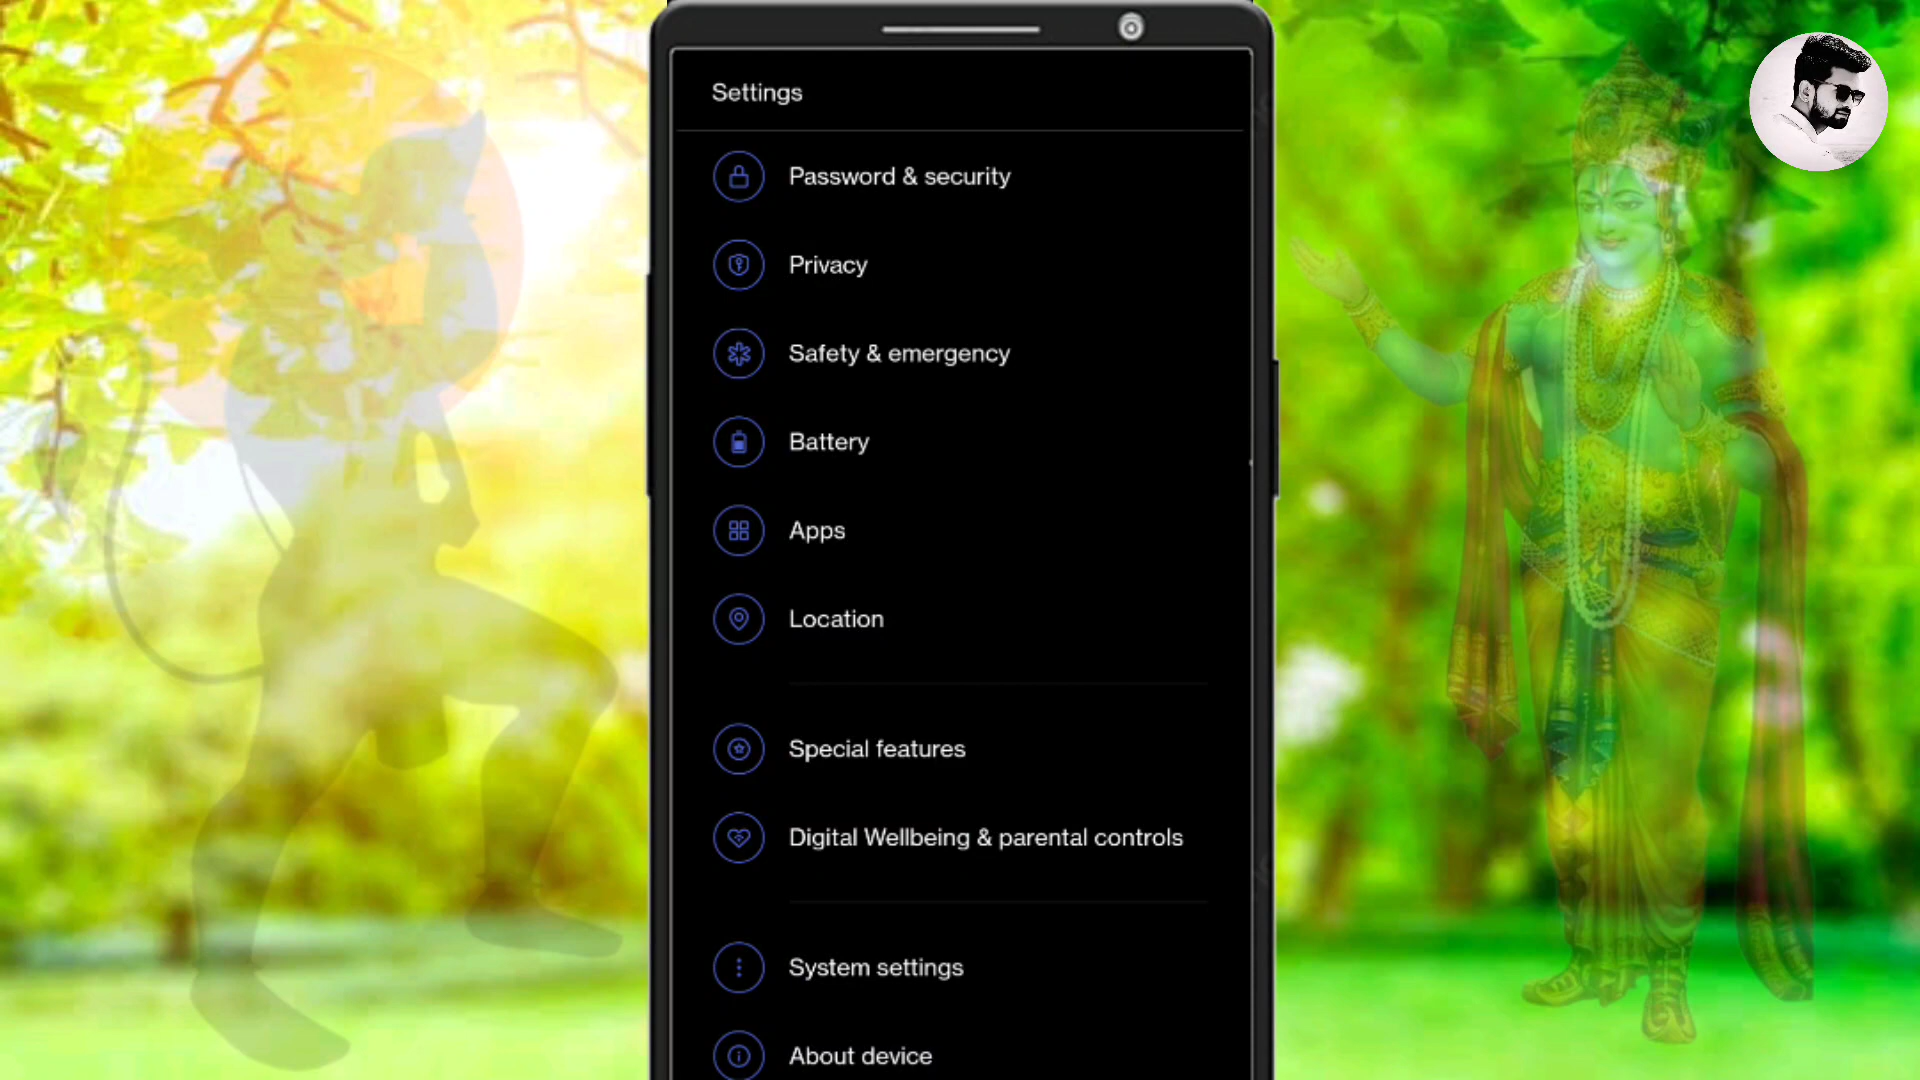 Settings
Password & security
Privacy
Safety & emergency
Battery
Apps
Location
Special features
Digital Wellbeing & parental controls
System settings
About device